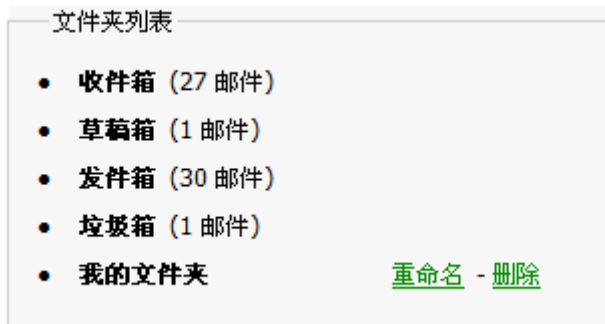 文件夹列表
• 收件箱 (27 邮件)
• 草稿箱 (1 邮件)
• 发件箱 (30 邮件)
• 垃圾箱 (1 邮件)
• 我的文件夹 重命名 - 删除